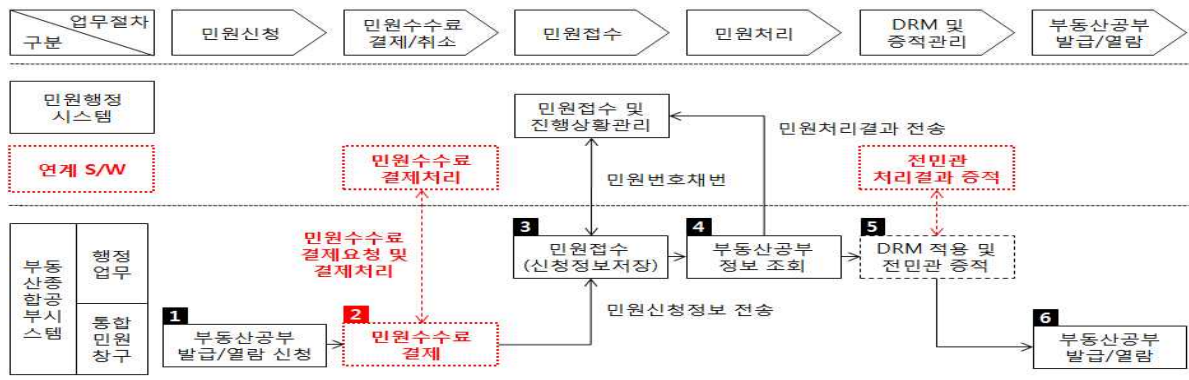 업무절차
구분
민원신청
민원수수료
결제/취소
민원접수
민원처리
DRM 및
증적관리
부동산공부
발급/열람
민원행정
시스템
민원접수 및
진행상황관리
민원처리결과 전송
연계 S/W
민원수수료
결제처리
민원번호채번
전민관
처리결과 증적
부동산종합공부시스템
행정
업무
통합
민원
창구
민원수수료
결제요청 및
결제처리
3
민원접수
(신청정보저장)
4
부동산공부
정보 조회
5
DRM 적용 및
전민관 증적
민원신청정보 전송
1
부동산공부
발급/열람 신청
2
민원수수료
결제
6
부동산공부
발급/열람